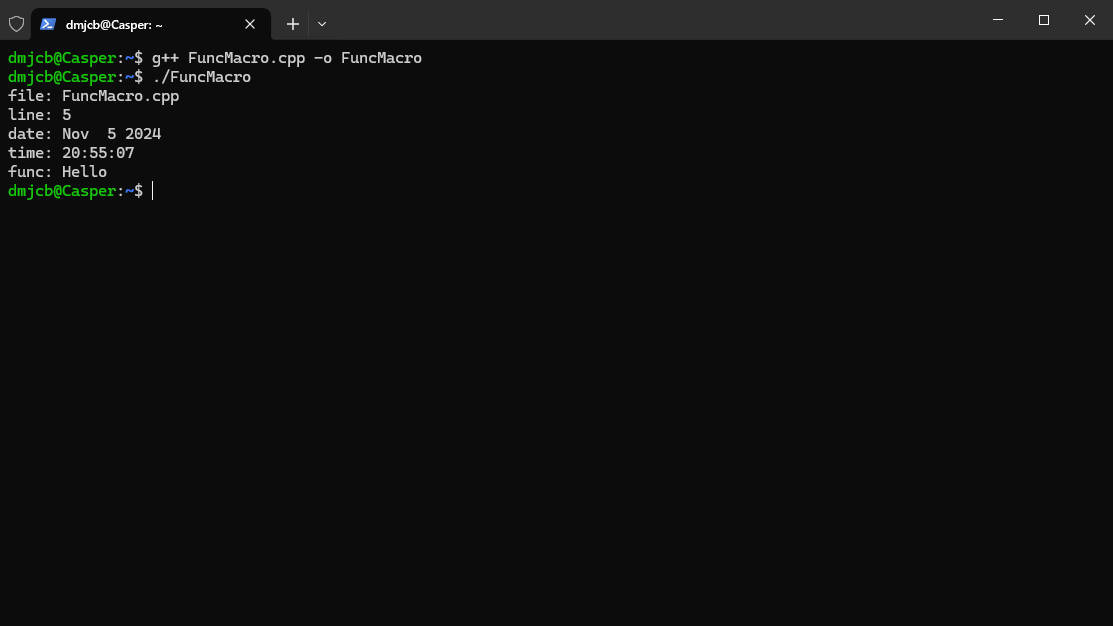 dmjcb@Casper: ~
dmjcb@Casper:~$ g++ FuncMacro.cpp -o FuncMacro
dmjcb@Casper:~$ ./FuncMacro
file: FuncMacro.cpp
line: 5
date: Nov  5 2024
time: 20:55:07
func: Hello
dmjcb@Casper:~$